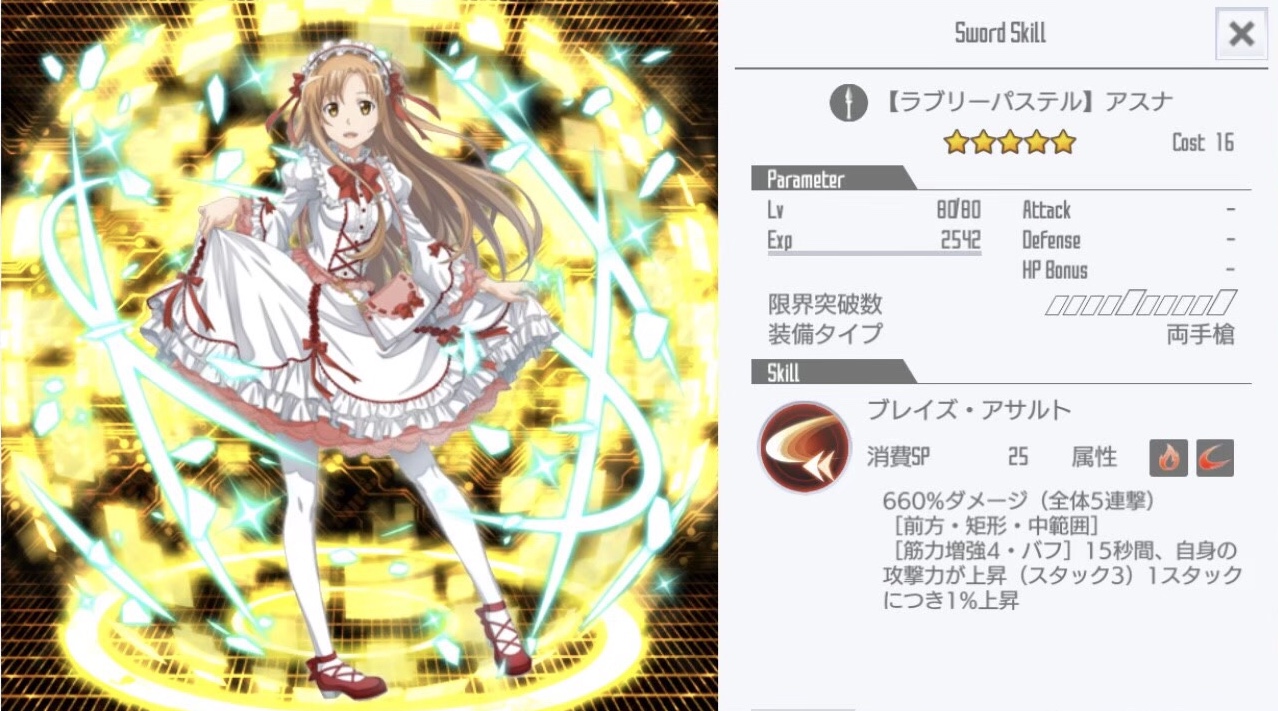 Sword Skill
【ラブリーパステル】アスナ
Cost 16
Parameter
Lv 80/80 Attack -
Exp 2542 Defense -
HP Bonus -
限界突破数
装備タイプ 両手槍
Skill
ブレイズ・アサルト
消費SP 25 属性
660%ダメージ（全体5連撃）
［前方・矩形・中範囲］
［筋力増強4・バフ］15秒間、自身の
攻撃力が上昇（スタック3）1スタック
につき1%上昇